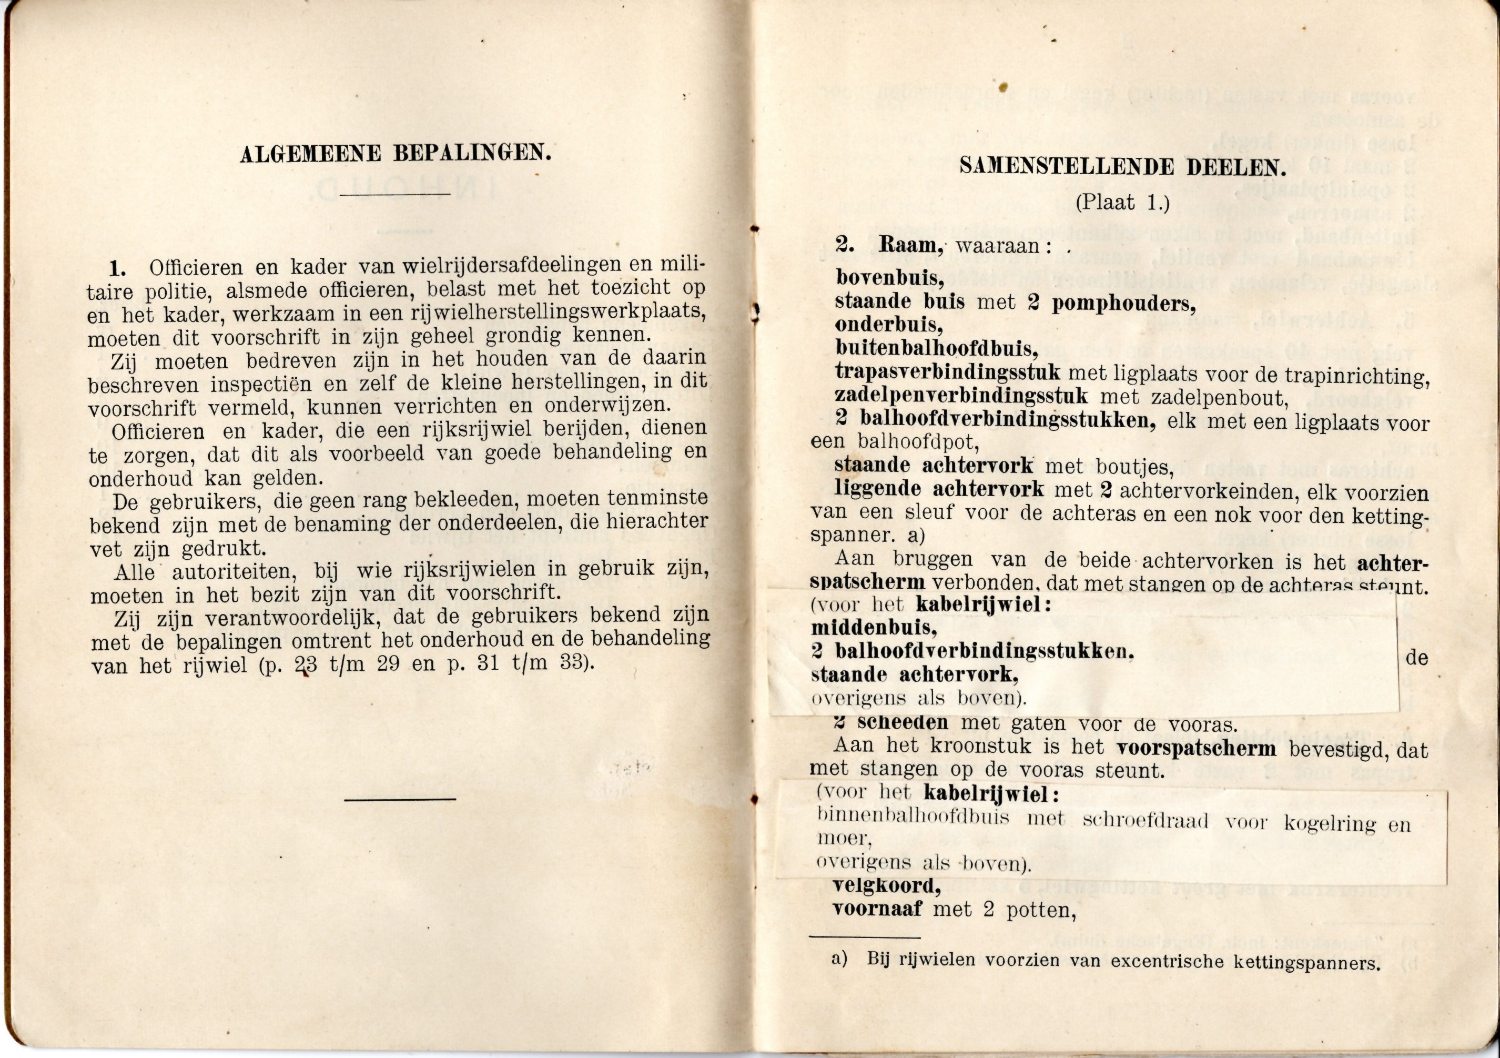 ALGEMEENE BEPALINGEN.
1. Officieren en kader van wielrijdersafdeelingen en mili-
taire politie, alsmede officieren, belast met het toezicht op
en het kader, werkzaam in een rijwielherstellingswerkplaats,
moeten dit voorschrift in zijn geheel grondig kennen.
Zij moeten bedreven zijn in het houden van de daarin
beschreven inspectiën en zelf de kleine herstellingen, in dit
voorschrift vermeld, kunnen verrichten en onderwijzen.
Officieren en kader, die een rijksrijwiel berijden, dienen
te zorgen, dat dit als voorbeeld van goede behandeling en
onderhoud kan gelden.
De gebruikers, die geen rang bekleeden, moeten tenminste
bekend zijn met de benaming der onderdeelen, die hierachter
vet zijn gedrukt.
Alle autoriteiten, bij wie rijksrijwielen in gebruik zijn,
moeten in het bezit zijn van dit voorschrift.
Zij zijn verantwoordelijk, dat de gebruikers bekend zijn
met de bepalingen omtrent het onderhoud en de behandeling
van het rijwiel (p. 23 t/m 29 en p. 31 t/m 33).
SAMENSTELLENDE DEELEN.
(Plaat 1.)
2. Raam, waaraan :
bovenbuis,
staande buis met 2 pomphouders,
onderbuis,
buitenbalhoofdbuis,
trapasverbindingsstuk met ligplaats voor de trapinrichting,
zadelpenverbindingsstuk met zadelpenbout,
2 balhoofdverbindingsstukken, elk met een ligplaats voor
een balhoofdpot,
staande achtervork met boutjes,
liggende achtervork met 2 achtervorkeinden, elk voorzien
van een sleuf voor de achteras en een nok voor den ketting-
spanner. a)
Aan bruggen van de beide achtervorken is het achter-
spatscherm verbonden, dat met stangen op de achteras steunt.
(voor het kabelrijwiel:
middenbuis,
2 balhoofdverbindingsstukken.
de
staande achtervork,
overigens als boven).
2 scheeden met gaten voor de vooras.
Aan het kroonstuk is het voorspatscherm bevestigd, dat
met stangen op de vooras steunt.
(voor het kabelrijwiel:
binnenbalhoofdbuis met schroefdraad voor kogelring en
moer,
overigens als boven).
velgkoord,
voornaaf met 2 potten,
a) Bij rijwielen voorzien van excentrische kettingspanners.